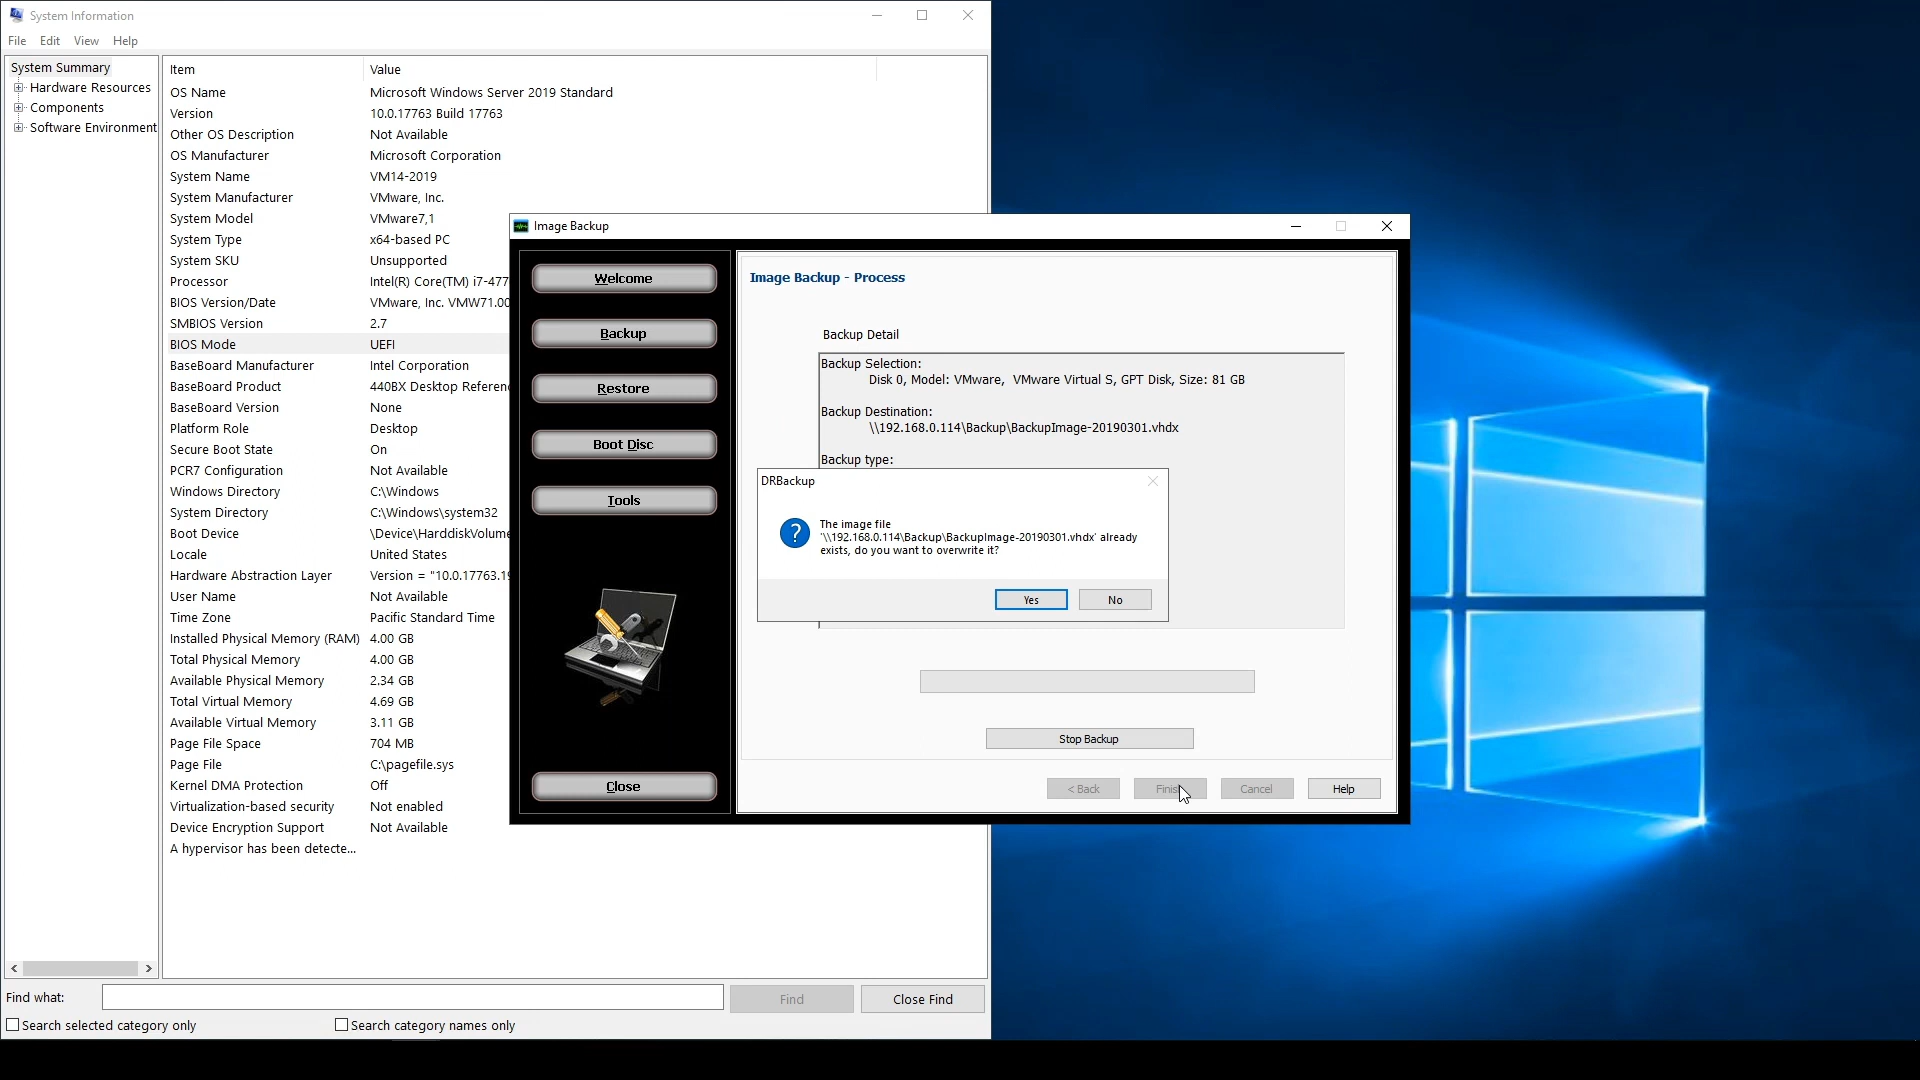 System Information
File Edit View Help
System Summary
Hardware Resources
Components
Software Environment
Item Value
OS Name Microsoft Windows Server 2019 Standard
Version 10.0.17763 Build 17763
Other OS Description Not Available
OS Manufacturer Microsoft Corporation
System Name VM14-2019
System Manufacturer VMware, Inc.
System Model VMware7,1
System Type x64-based PC
System SKU Unsupported
Processor Intel(R) Core(TM) i7-477
BIOS Version/Date VMware, Inc. VMW71.00
SMBIOS Version 2.7
BIOS Mode UEFI
BaseBoard Manufacturer Intel Corporation
BaseBoard Product 440BX Desktop Referen
BaseBoard Version None
Platform Role Desktop
Secure Boot State On
PCR7 Configuration Not Available
Windows Directory C:\Windows
System Directory C:\Windows\system32
Boot Device \Device\HarddiskVolume
Locale United States
Hardware Abstraction Layer Version = "10.0.17763.19
User Name Not Available
Time Zone Pacific Standard Time
Installed Physical Memory (RAM) 4.00 GB
Total Physical Memory 4.00 GB
Available Physical Memory 2.34 GB
Total Virtual Memory 4.69 GB
Available Virtual Memory 3.11 GB
Page File Space 704 MB
Page File C:\pagefile.sys
Kernel DMA Protection Off
Virtualization-based security Not enabled
Device Encryption Support Not Available
A hypervisor has been detecte...
Find what: Find Close Find
Search selected category only Search category names only
Image Backup
Welcome
Backup
Restore
Boot Disc
Tools
Close
Image Backup - Process
Backup Detail
Backup Selection:
Disk 0, Model: VMware, VMware Virtual S, GPT Disk, Size: 81 GB
Backup Destination:
\\192.168.0.114\Backup\BackupImage-20190301.vhdx
Backup type:
DRBackup
The image file
'\\192.168.0.114\Backup\BackupImage-20190301.vhdx' already
exists, do you want to overwrite it?
Yes No
Stop Backup
< Back Finish Cancel Help